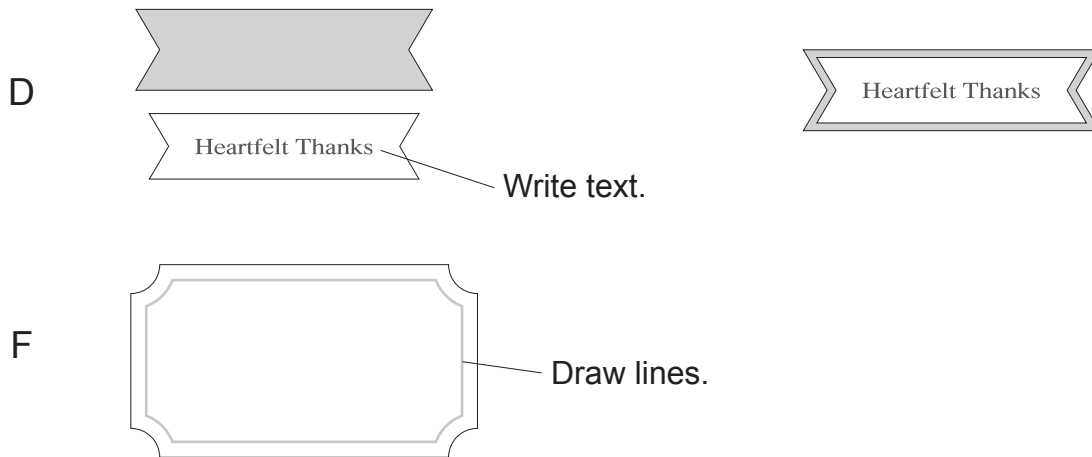 D
Heartfelt Thanks
Heartfelt Thanks
Write text.
F
Draw lines.